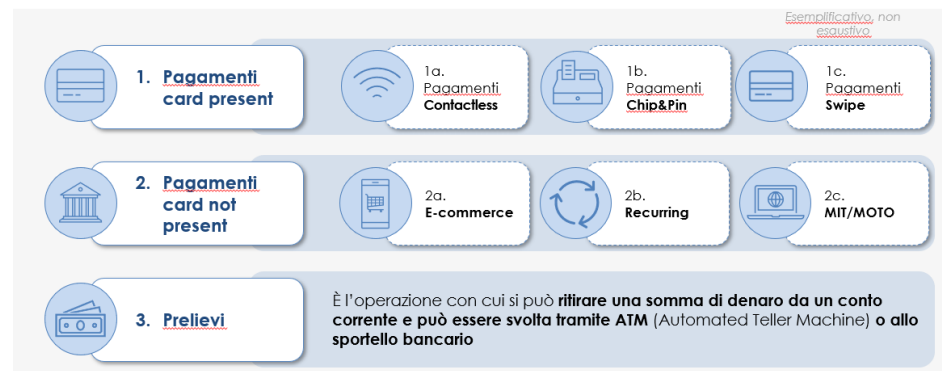 Esemplificativo, non
esaustivo
1. Pagamenti
card present
1a.
Pagamenti
Contactless
1b.
Pagamenti
Chip&Pin
1c.
Pagamenti
Swipe
2. Pagamenti
card not
present
2a.
E-commerce
2b.
Recurring
2c.
MIT/MOTO
3. Prelievi
È l’operazione con cui si può ritirare una somma di denaro da un conto
corrente e può essere svolta tramite ATM (Automated Teller Machine) o allo
sportello bancario